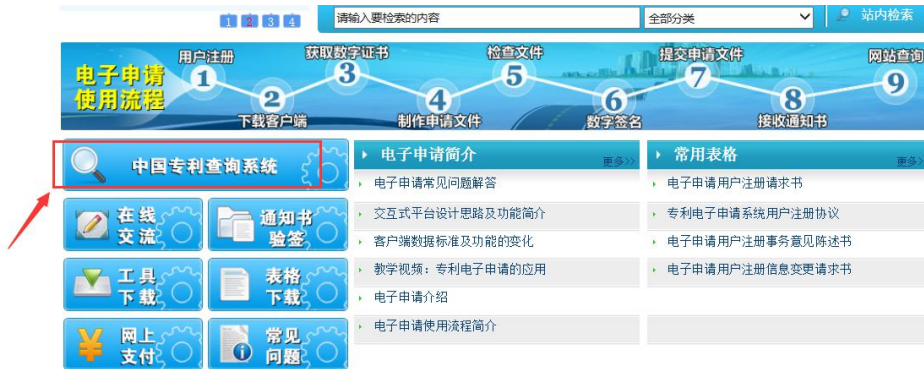 1 2 3 4
请输入要检索的内容
全部分类
站内检索
电子申请
使用流程
用户注册
1
2
下载客户端
获取数字证书
3
4
制作申请文件
检查文件
5
6
数字签名
提交申请文件
7
8
接收通知书
网站查询
9
中国专利查询系统
在线
交流
通知书
验签
工具
下载
表格
下载
网上
支付
常见
问题
电子申请简介
更多>>
电子申请常见问题解答
交互式平台设计思路及功能简介
客户端数据标准及功能的变化
教学视频：专利电子申请的应用
电子申请介绍
电子申请使用流程简介
常用表格
更多>
电子申请用户注册请求书
专利电子申请系统用户注册协议
电子申请用户注册事务意见陈述书
电子申请用户注册信息变更请求书